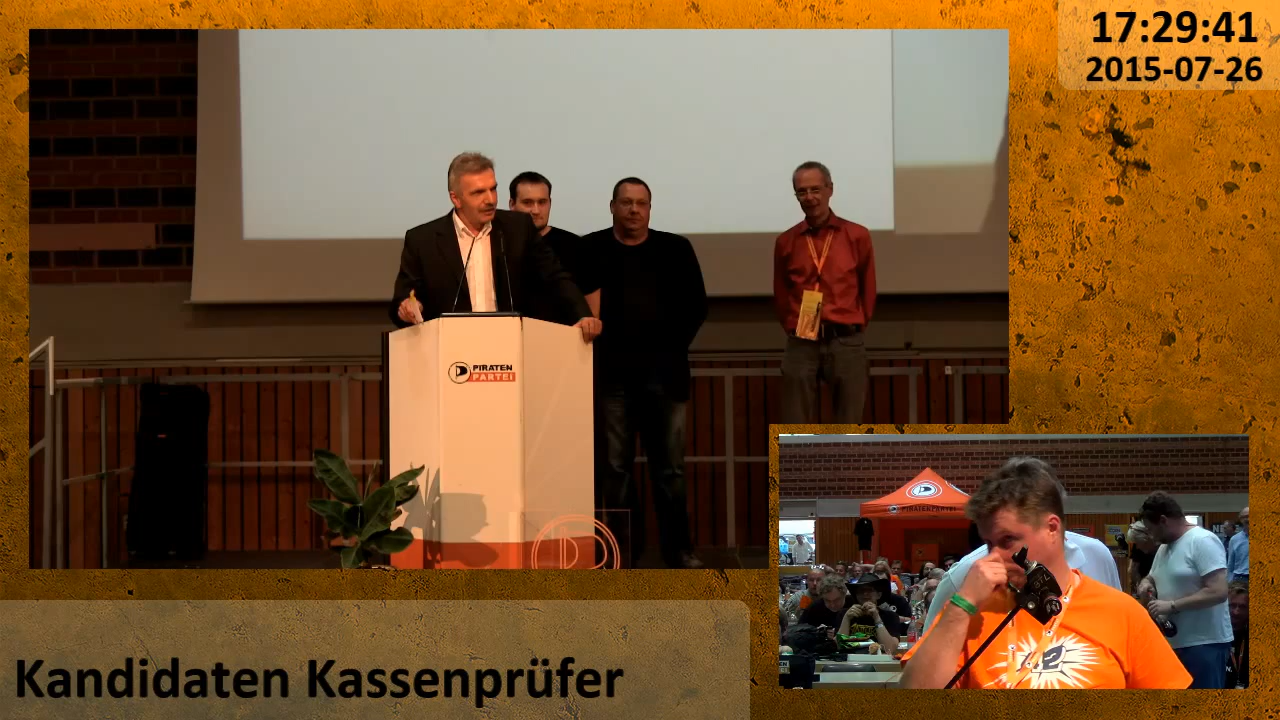 17:29:41
2015-07-26
PIRATEN
PARTEI
PIRATENPARTEI
Kandidaten Kassenprüfer